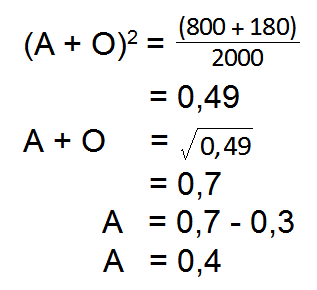 (A + O)² = (800 + 180) / 2000
= 0,49
A + O = √0,49
= 0,7
A = 0,7 - 0,3
A = 0,4